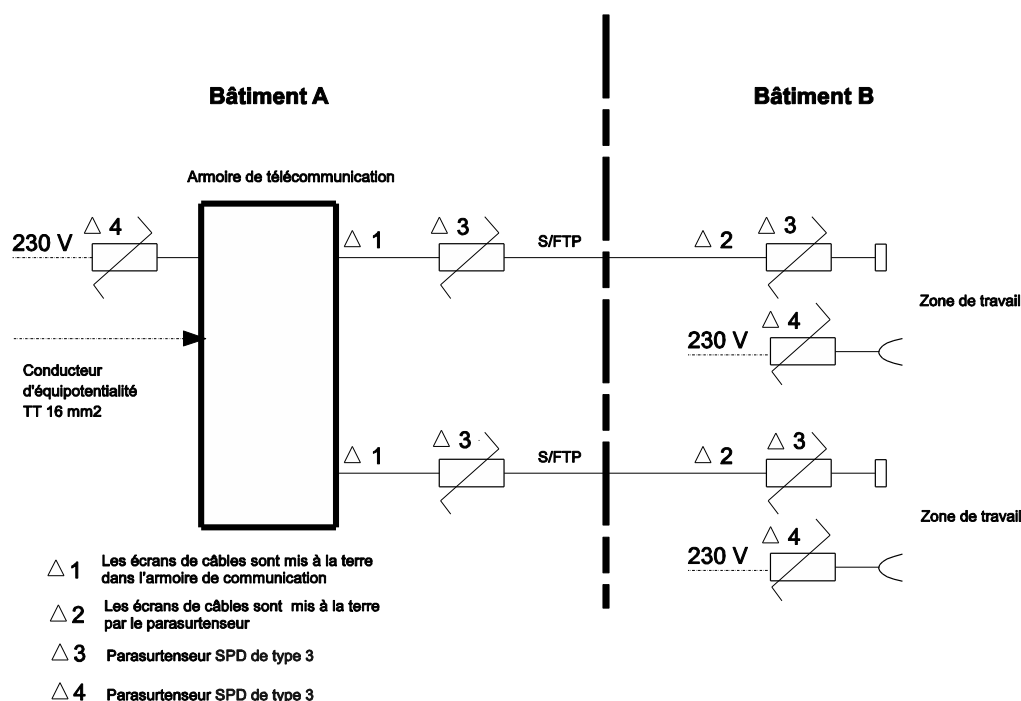 Bâtiment A
Bâtiment B
Armoire de télécommunication
△ 4
230 V
△ 1
△ 3
S/FTP
△ 2
△ 3
Zone de travail
△ 4
230 V
Conducteur
d'équipotentialité
TT 16 mm2
△ 1
△ 3
S/FTP
△ 2
△ 3
Zone de travail
△ 4
230 V
△ 1 Les écrans de câbles sont mis à la terre
dans l'armoire de communication
△ 2 Les écrans de câbles sont mis à la terre
par le parasurtenseur
△ 3 Parasurtenseur SPD de type 3
△ 4 Parasurtenseur SPD de type 3